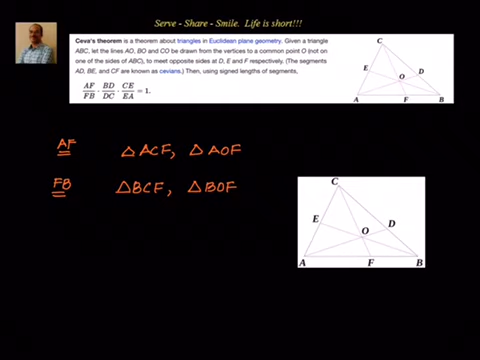 Serve - Share - Smile. Life is short!!!
Ceva's theorem is a theorem about triangles in Euclidean plane geometry. Given a triangle
ABC, let the lines AO, BO and CO be drawn from the vertices to a common point O (not on
one of the sides of ABC), to meet opposite sides at D, E and F respectively. (The segments
AD, BE, and CF are known as cevians.) Then, using signed lengths of segments,
AF/FB · BD/DC · CE/EA = 1.
C
E
D
O
A
F
B
AF △ACF, △AOF
FB △BCF, △BOF
C
E
D
O
A
F
B